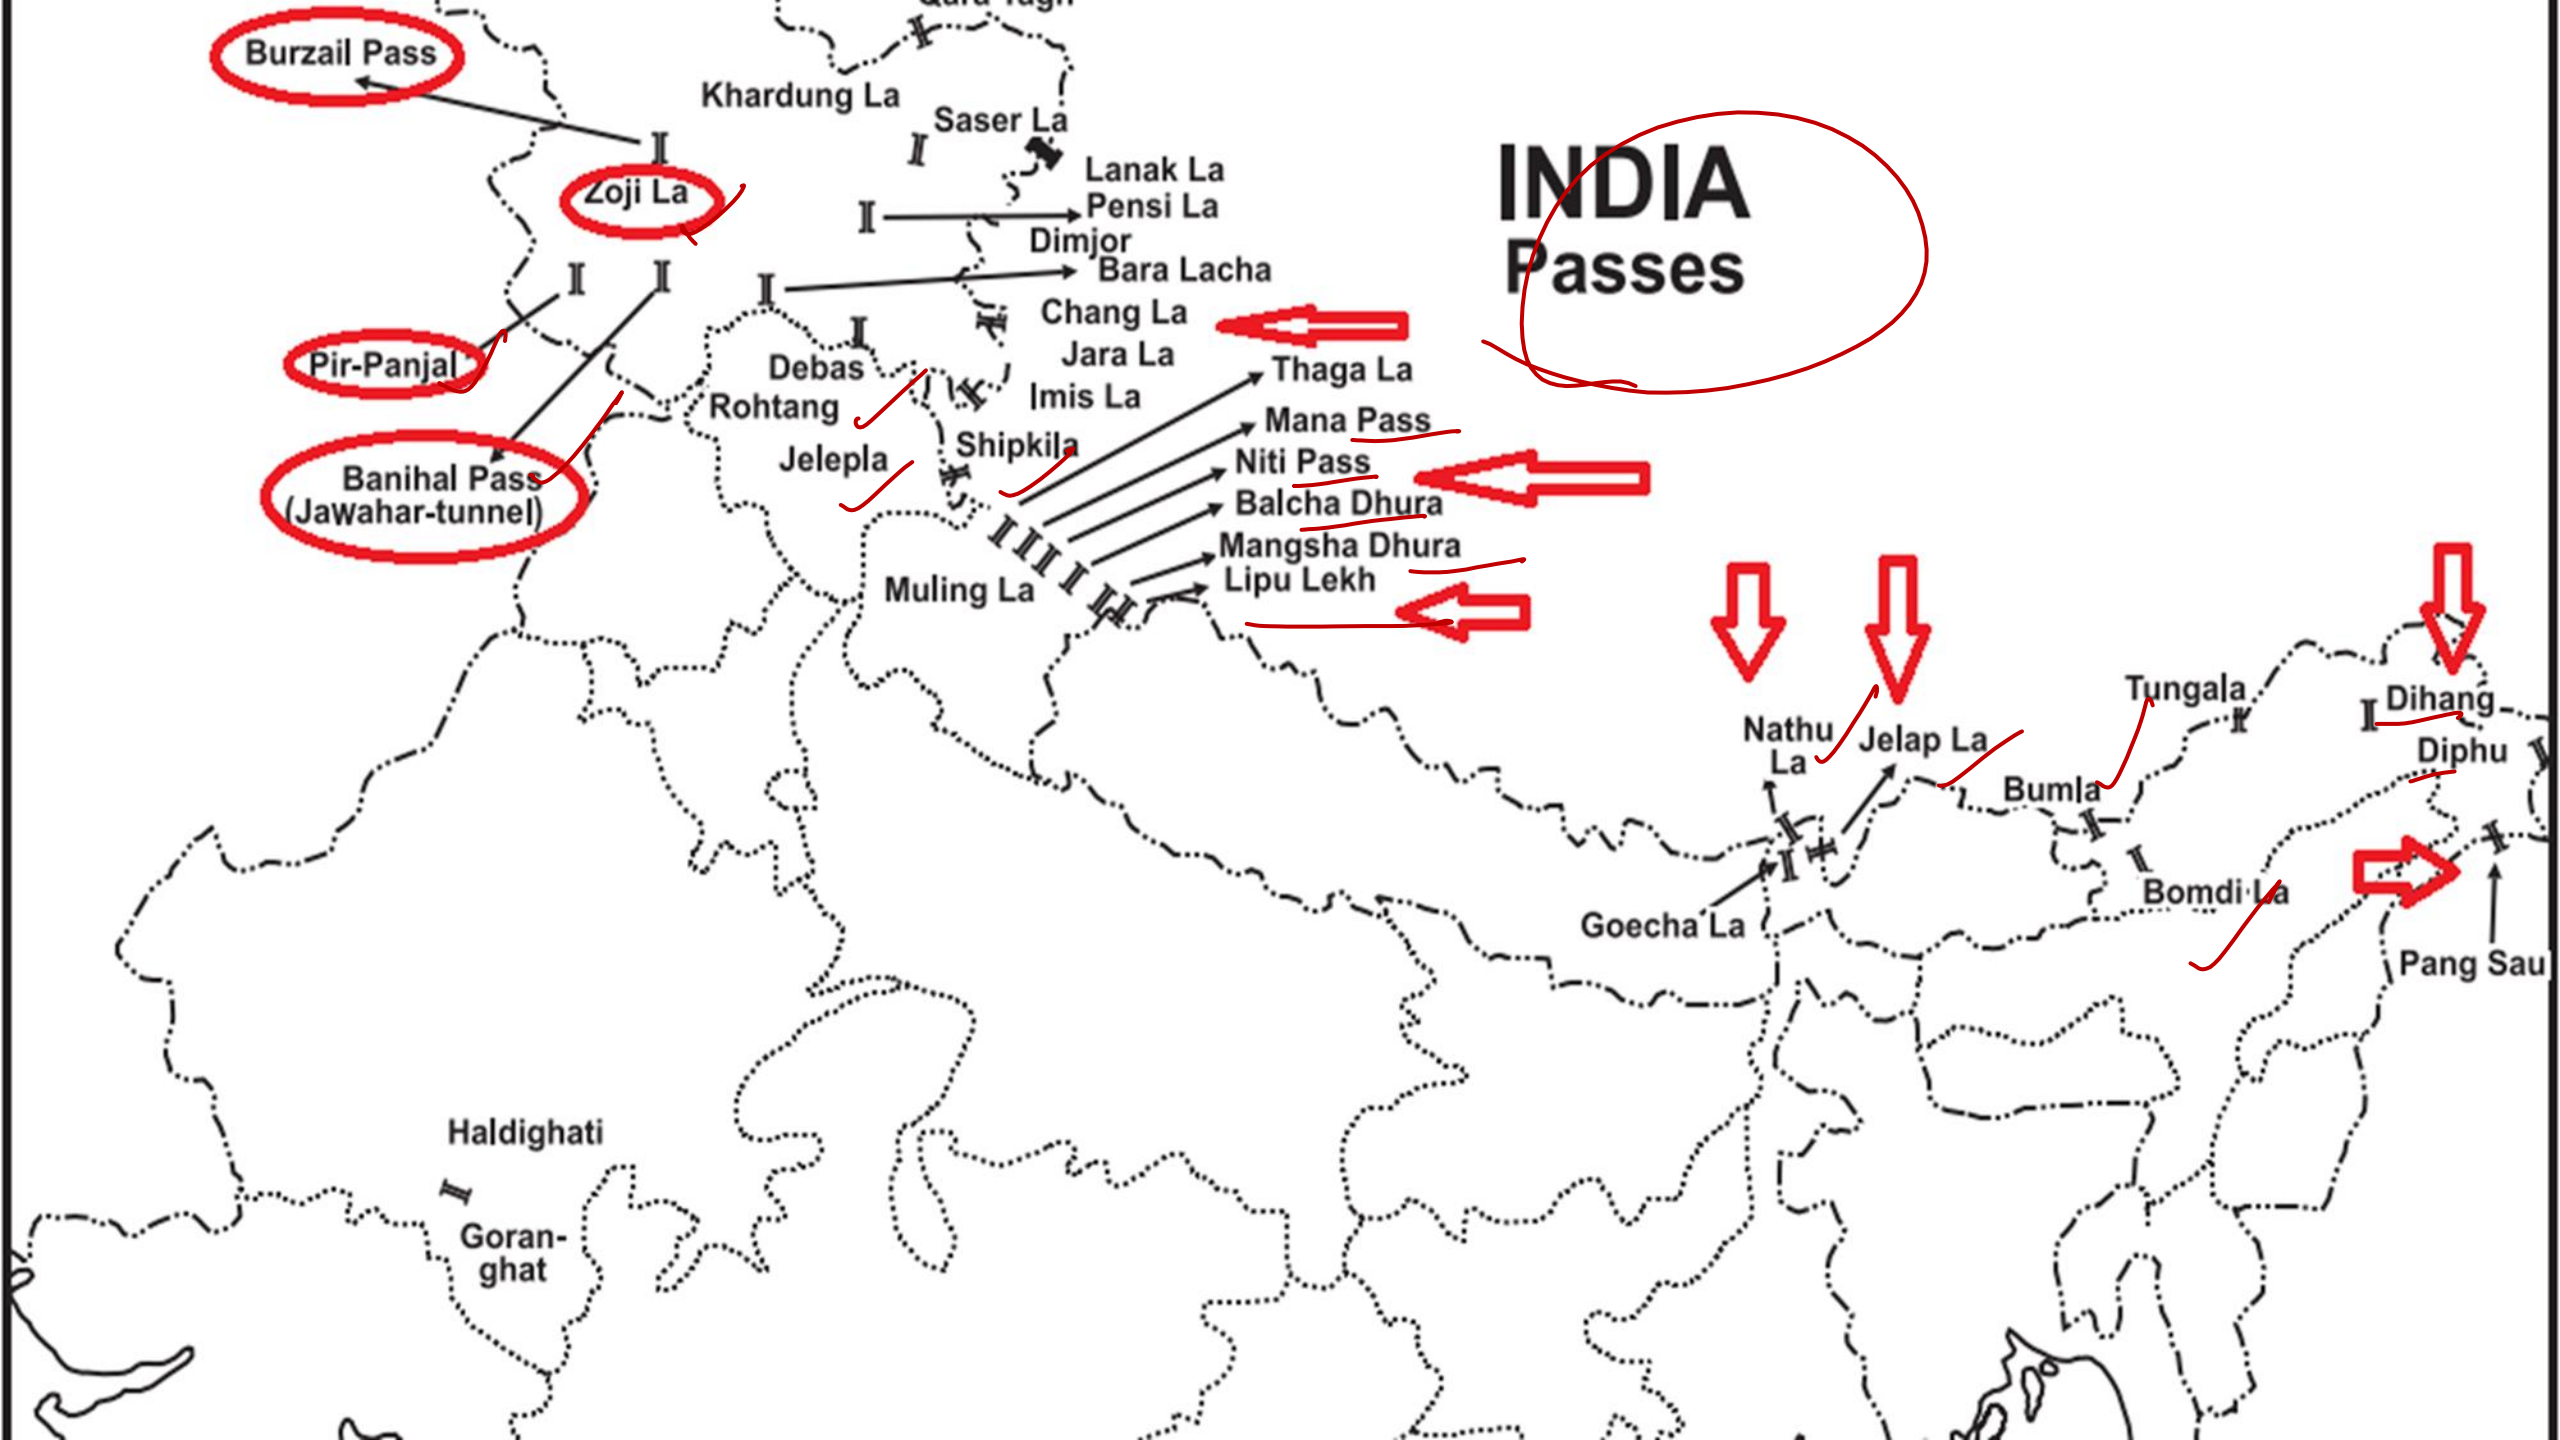 Burzail Pass
Khardung La
Saser La
Zoji La
Lanak La
Pensi La
Dimjor
Bara Lacha
Chang La
Jara La
Imis La
INDIA
Passes
Pir-Panjal
Debas
Rohtang
Jelepla
Shipkila
Banihal Pass
(Jawahar-tunnel)
Thaga La
Mana Pass
Niti Pass
Balcha Dhura
Mangsha Dhura
Lipu Lekh
Muling La
Nathu
La
Jelap La
Tungala
Dihang
Diphu
Bumla
Bomdi La
Goecha La
Pang Sau
Haldighati
Goran-
ghat